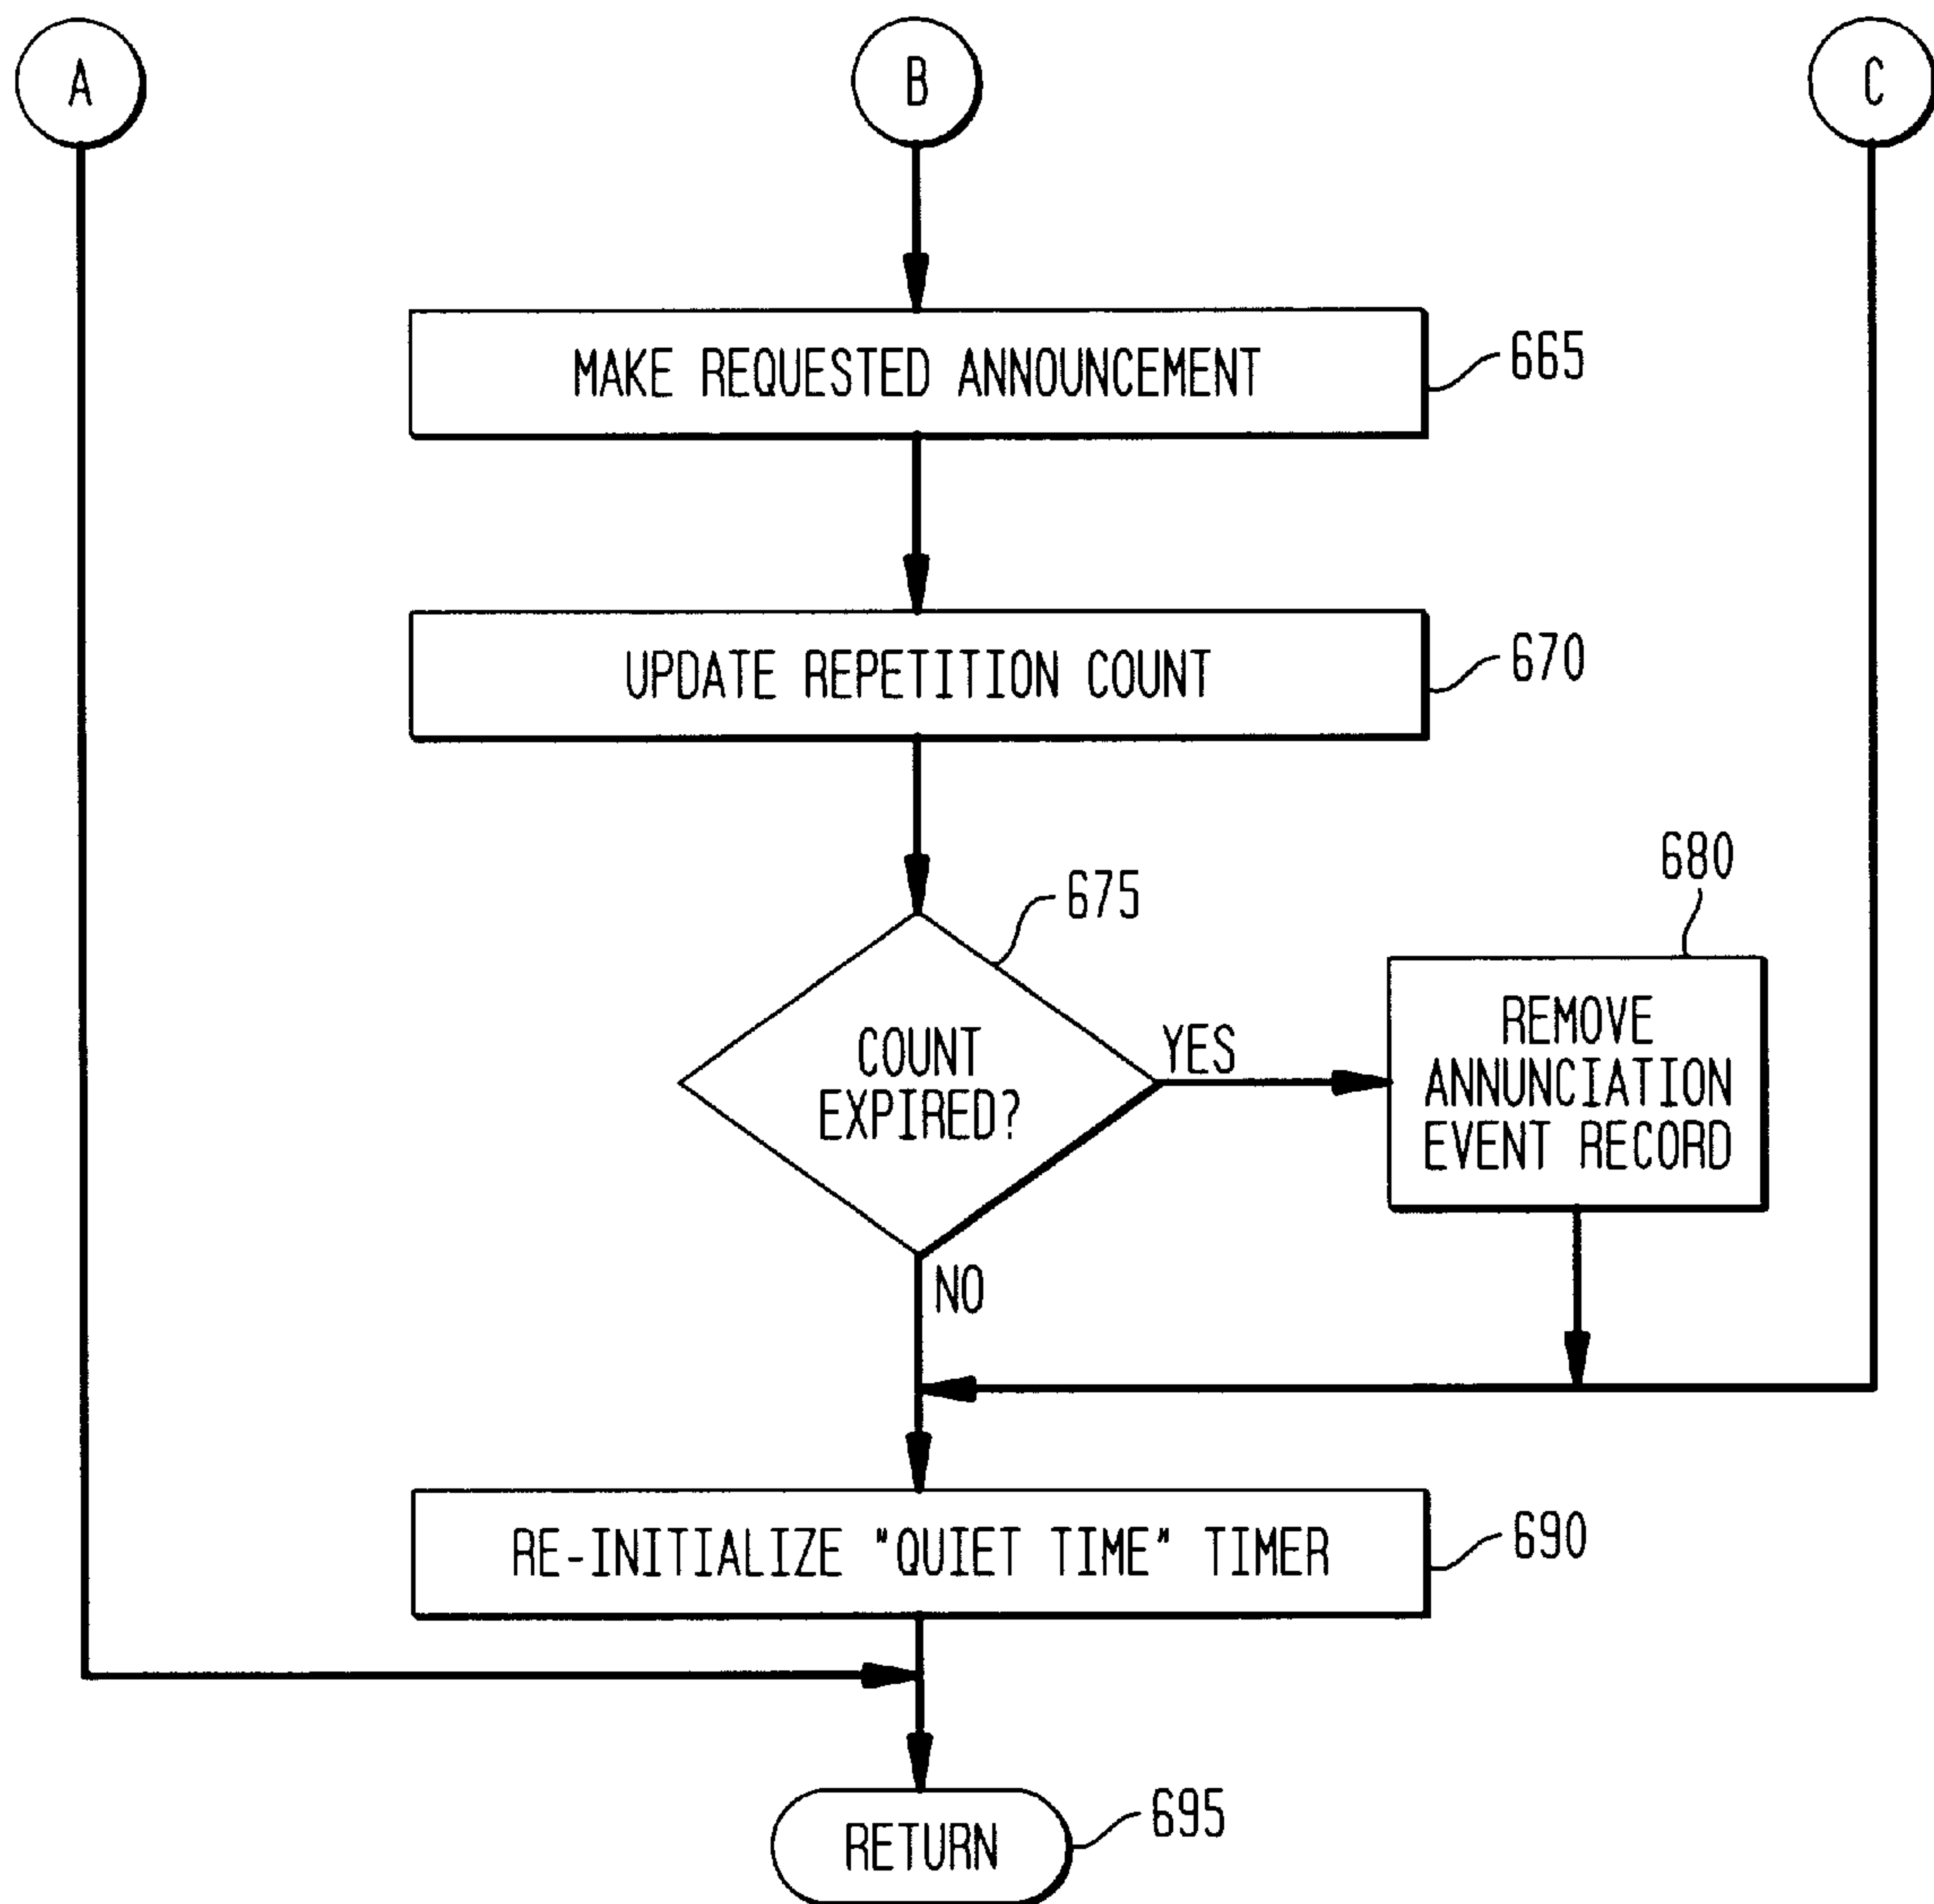 A
B
C
MAKE REQUESTED ANNOUNCEMENT
665
UPDATE REPETITION COUNT
670
675
680
COUNT
EXPIRED?
YES
REMOVE
ANNUNCIATION
EVENT RECORD
NO
RE-INITIALIZE "QUIET TIME" TIMER
690
RETURN
695